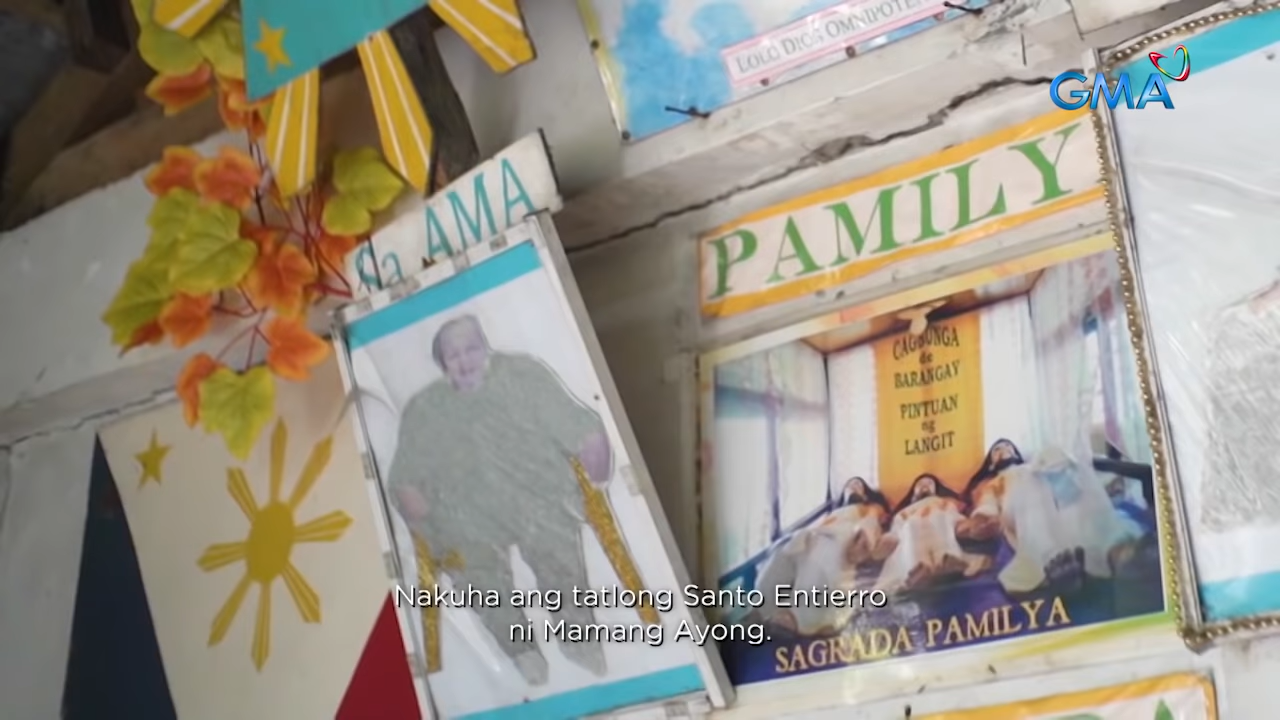 LOLO DIOS OMNIPOTE
GMA
Sa AMA
PAMILY
CAGBUNGA
de
BARANGAY
PINTUAN
ng
LANGIT
SAGRADA PAMILYA
Nakuha ang tatlong Santo Entierro
ni Mamang Ayong.